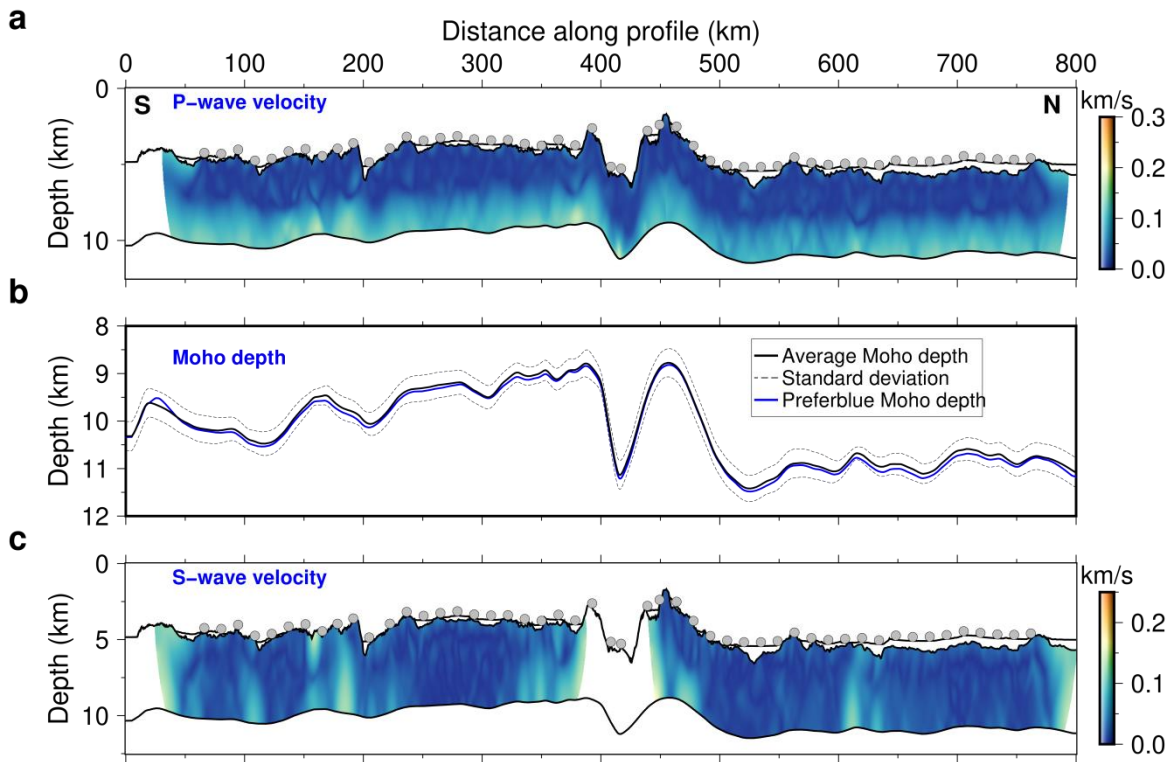 a
Distance along profile (km)
0 100 200 300 400 500 600 700 800
0
5
10
Depth (km)
S
P−wave velocity
N
km/s
0.3
0.2
0.1
0.0
b
8
9
10
11
12
Depth (km)
Moho depth
Average Moho depth
Standard deviation
Preferblue Moho depth
c
0
5
10
Depth (km)
S−wave velocity
km/s
0.2
0.1
0.0